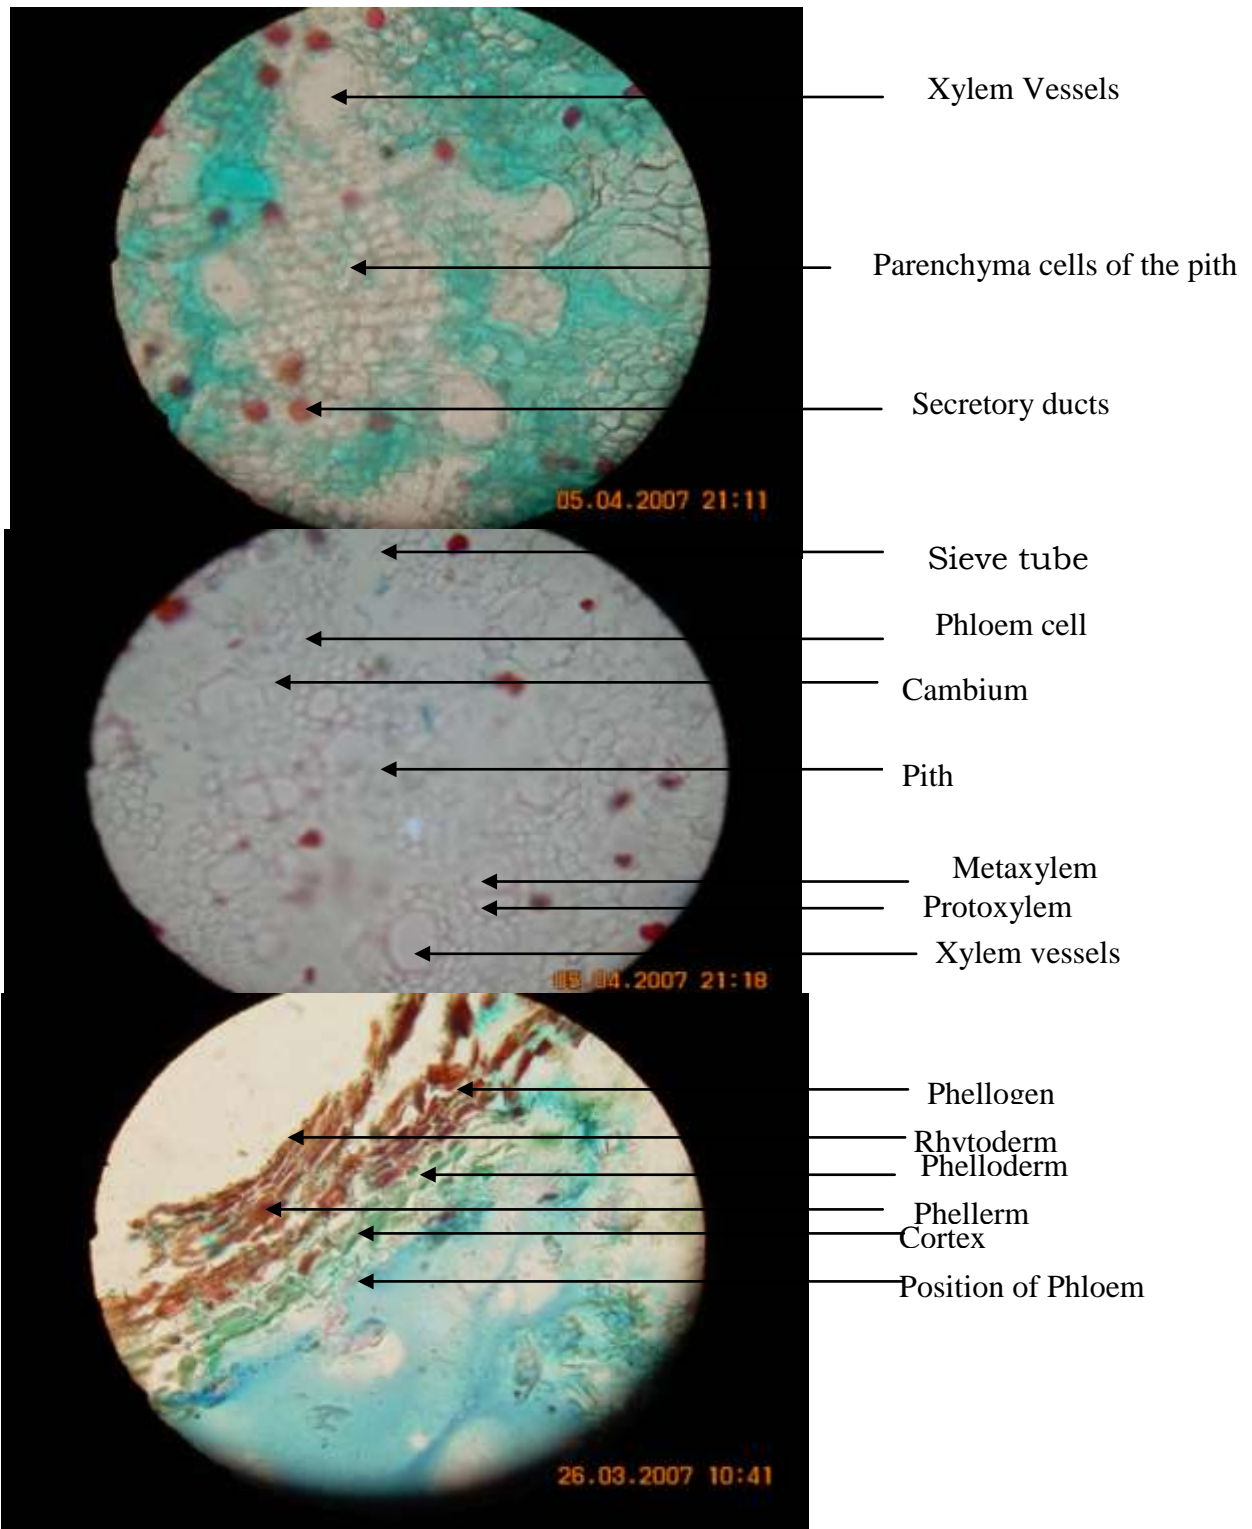 Xylem Vessels
Parenchyma cells of the pith
Secretory ducts
05.04.2007 21:11
Sieve tube
Phloem cell
Cambium
Pith
Metaxylem
Protoxylem
Xylem vessels
04.2007 21:18
Phellogen
Rhytoderm
Phelloderm
Phellerm
Cortex
Position of Phloem
26.03.2007 10:41